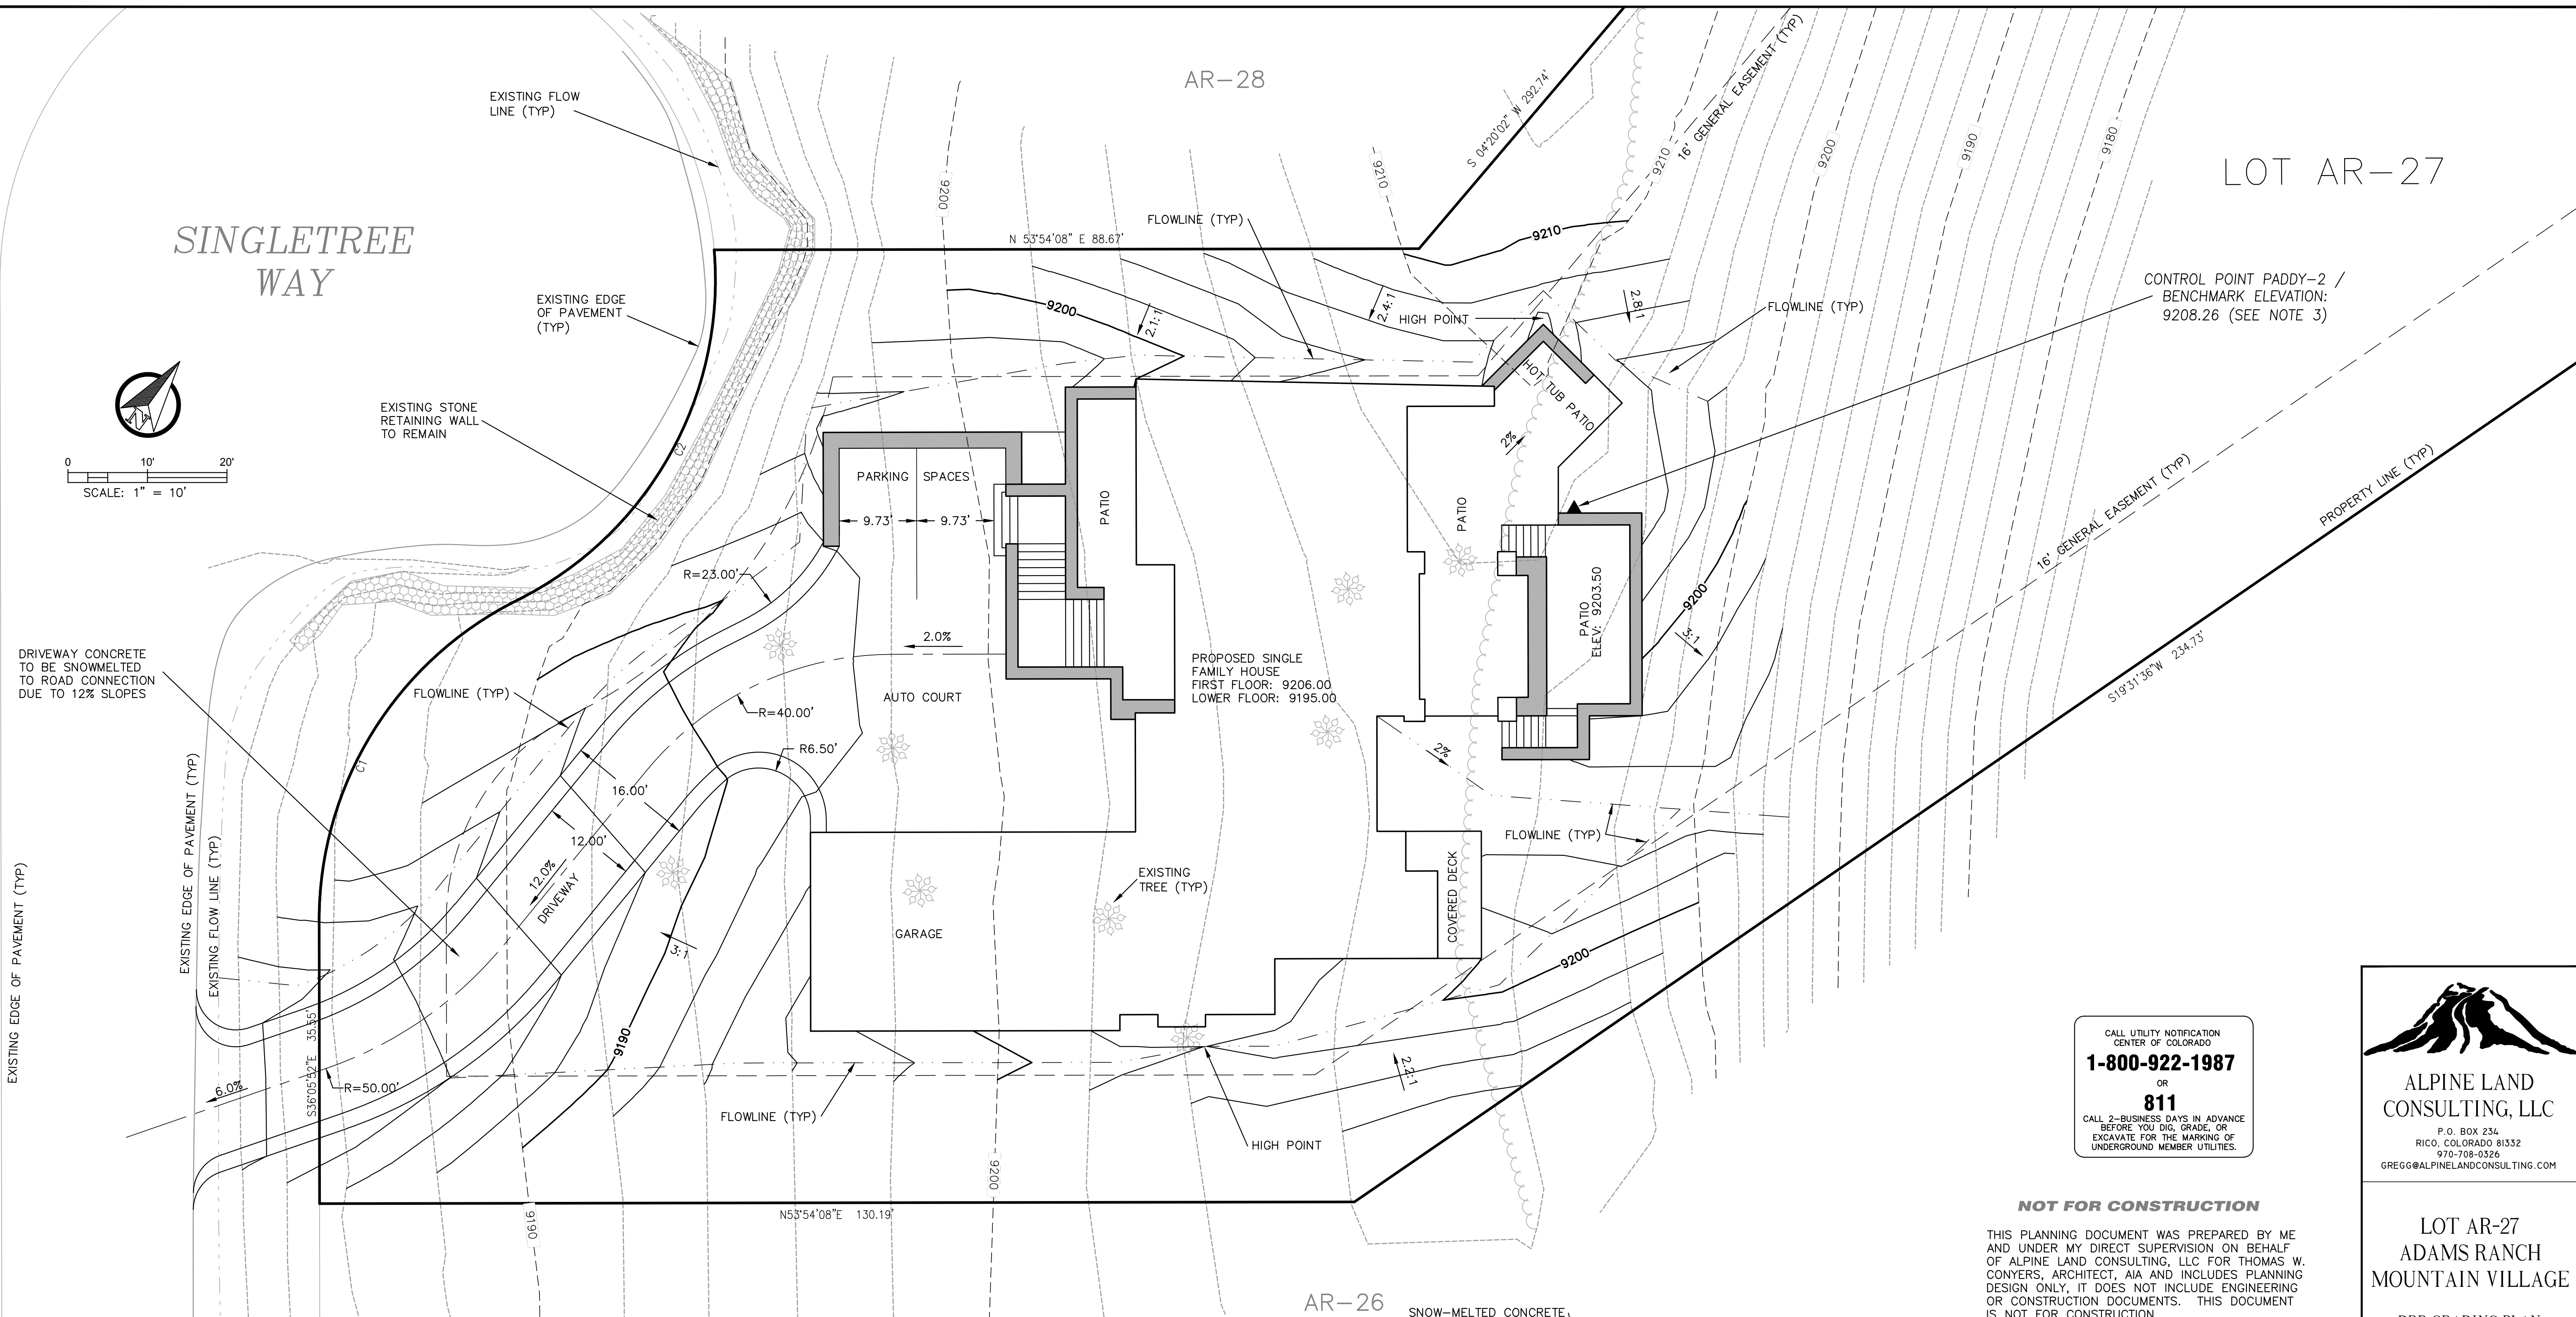 AR-28
EXISTING FLOW
LINE (TYP)
SINGLETREE
WAY
EXISTING EDGE
OF PAVEMENT
(TYP)
EXISTING STONE
RETAINING WALL
TO REMAIN
C2
0 10' 20'
SCALE: 1" = 10'
9200
N 53°54'08" E 88.67'
FLOWLINE (TYP)
9210
S 04°20'02" W 292.74'
16' GENERAL EASEMENT (TYP)
9210
9200
9190
9180
LOT AR-27
9210
CONTROL POINT PADDY-2 /
BENCHMARK ELEVATION:
9208.26 (SEE NOTE 3)
9200
2.1:1
2.4:1
HIGH POINT
2.8:1
FLOWLINE (TYP)
HOT TUB PATIO
2%
PARKING SPACES
9.73' 9.73'
PATIO
PATIO
PATIO
ELEV: 9203.50
9200
3:1
16' GENERAL EASEMENT (TYP)
PROPERTY LINE (TYP)
S19°31'36"W 234.73'
R=23.00'
2.0%
AUTO COURT
R=40.00'
R6.50'
PROPOSED SINGLE
FAMILY HOUSE
FIRST FLOOR: 9206.00
LOWER FLOOR: 9195.00
DRIVEWAY CONCRETE
TO BE SNOWMELTED
TO ROAD CONNECTION
DUE TO 12% SLOPES
FLOWLINE (TYP)
C1
16.00'
12.00'
12.0%
DRIVEWAY
2%
FLOWLINE (TYP)
COVERED DECK
EXISTING
TREE (TYP)
GARAGE
3:1
9190
9200
EXISTING EDGE OF PAVEMENT (TYP)
EXISTING EDGE OF PAVEMENT (TYP)
EXISTING FLOW LINE (TYP)
S36°05'52"E 35.55'
6.0%
R=50.00'
FLOWLINE (TYP)
HIGH POINT
2.2:1
9190
9200
N53°54'08"E 130.19'
AR-26
SNOW-MELTED CONCRETE,
CALL UTILITY NOTIFICATION
CENTER OF COLORADO
1-800-922-1987
OR
811
CALL 2-BUSINESS DAYS IN ADVANCE
BEFORE YOU DIG, GRADE, OR
EXCAVATE FOR THE MARKING OF
UNDERGROUND MEMBER UTILITIES.
NOT FOR CONSTRUCTION
THIS PLANNING DOCUMENT WAS PREPARED BY ME
AND UNDER MY DIRECT SUPERVISION ON BEHALF
OF ALPINE LAND CONSULTING, LLC FOR THOMAS W.
CONYERS, ARCHITECT, AIA AND INCLUDES PLANNING
DESIGN ONLY, IT DOES NOT INCLUDE ENGINEERING
OR CONSTRUCTION DOCUMENTS. THIS DOCUMENT
IS NOT FOR CONSTRUCTION
ALPINE LAND
CONSULTING, LLC
P.O. BOX 234
RICO, COLORADO 81332
970-708-0326
GREGG@ALPINELANDCONSULTING.COM
LOT AR-27
ADAMS RANCH
MOUNTAIN VILLAGE